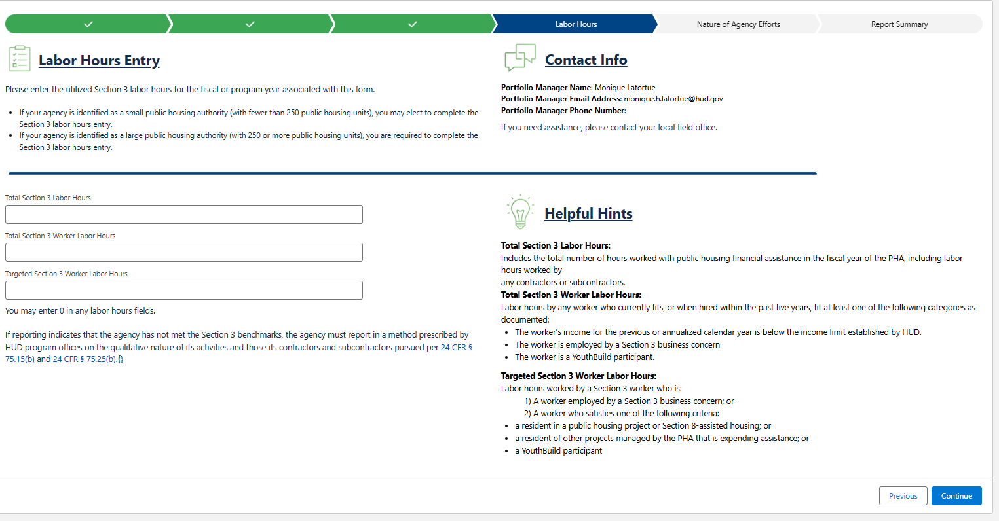 Labor Hours
Nature of Agency Efforts
Report Summary
Labor Hours Entry
Please enter the utilized Section 3 labor hours for the fiscal or program year associated with this form.
• If your agency is identified as a small public housing authority (with fewer than 250 public housing units), you may elect to complete the
Section 3 labor hours entry.
• If your agency is identified as a large public housing authority (with 250 or more public housing units), you are required to complete the
Section 3 labor hours entry.
Contact Info
Portfolio Manager Name: Monique Latortue
Portfolio Manager Email Address: monique.h.latortue@hud.gov
Portfolio Manager Phone Number:
If you need assistance, please contact your local field office.
Total Section 3 Labor Hours
Total Section 3 Worker Labor Hours
Targeted Section 3 Worker Labor Hours
You may enter 0 in any labor hours fields.
If reporting indicates that the agency has not met the Section 3 benchmarks, the agency must report in a method prescribed by
HUD program offices on the qualitative nature of its activities and those its contractors and subcontractors pursued per 24 CFR §
75.15(b) and 24 CFR § 75.25(b).{}
Helpful Hints
Total Section 3 Labor Hours:
Includes the total number of hours worked with public housing financial assistance in the fiscal year of the PHA, including labor
hours worked by
any contractors or subcontractors.
Total Section 3 Worker Labor Hours:
Labor hours by any worker who currently fits, or when hired within the past five years, fit at least one of the following categories as
documented:
• The worker's income for the previous or annualized calendar year is below the income limit established by HUD.
• The worker is employed by a Section 3 business concern
• The worker is a YouthBuild participant.
Targeted Section 3 Worker Labor Hours:
Labor hours worked by a Section 3 worker who is:
1) A worker employed by a Section 3 business concern; or
2) A worker who satisfies one of the following criteria:
• a resident in a public housing project or Section 8-assisted housing; or
• a resident of other projects managed by the PHA that is expending assistance; or
• a YouthBuild participant
Previous
Continue